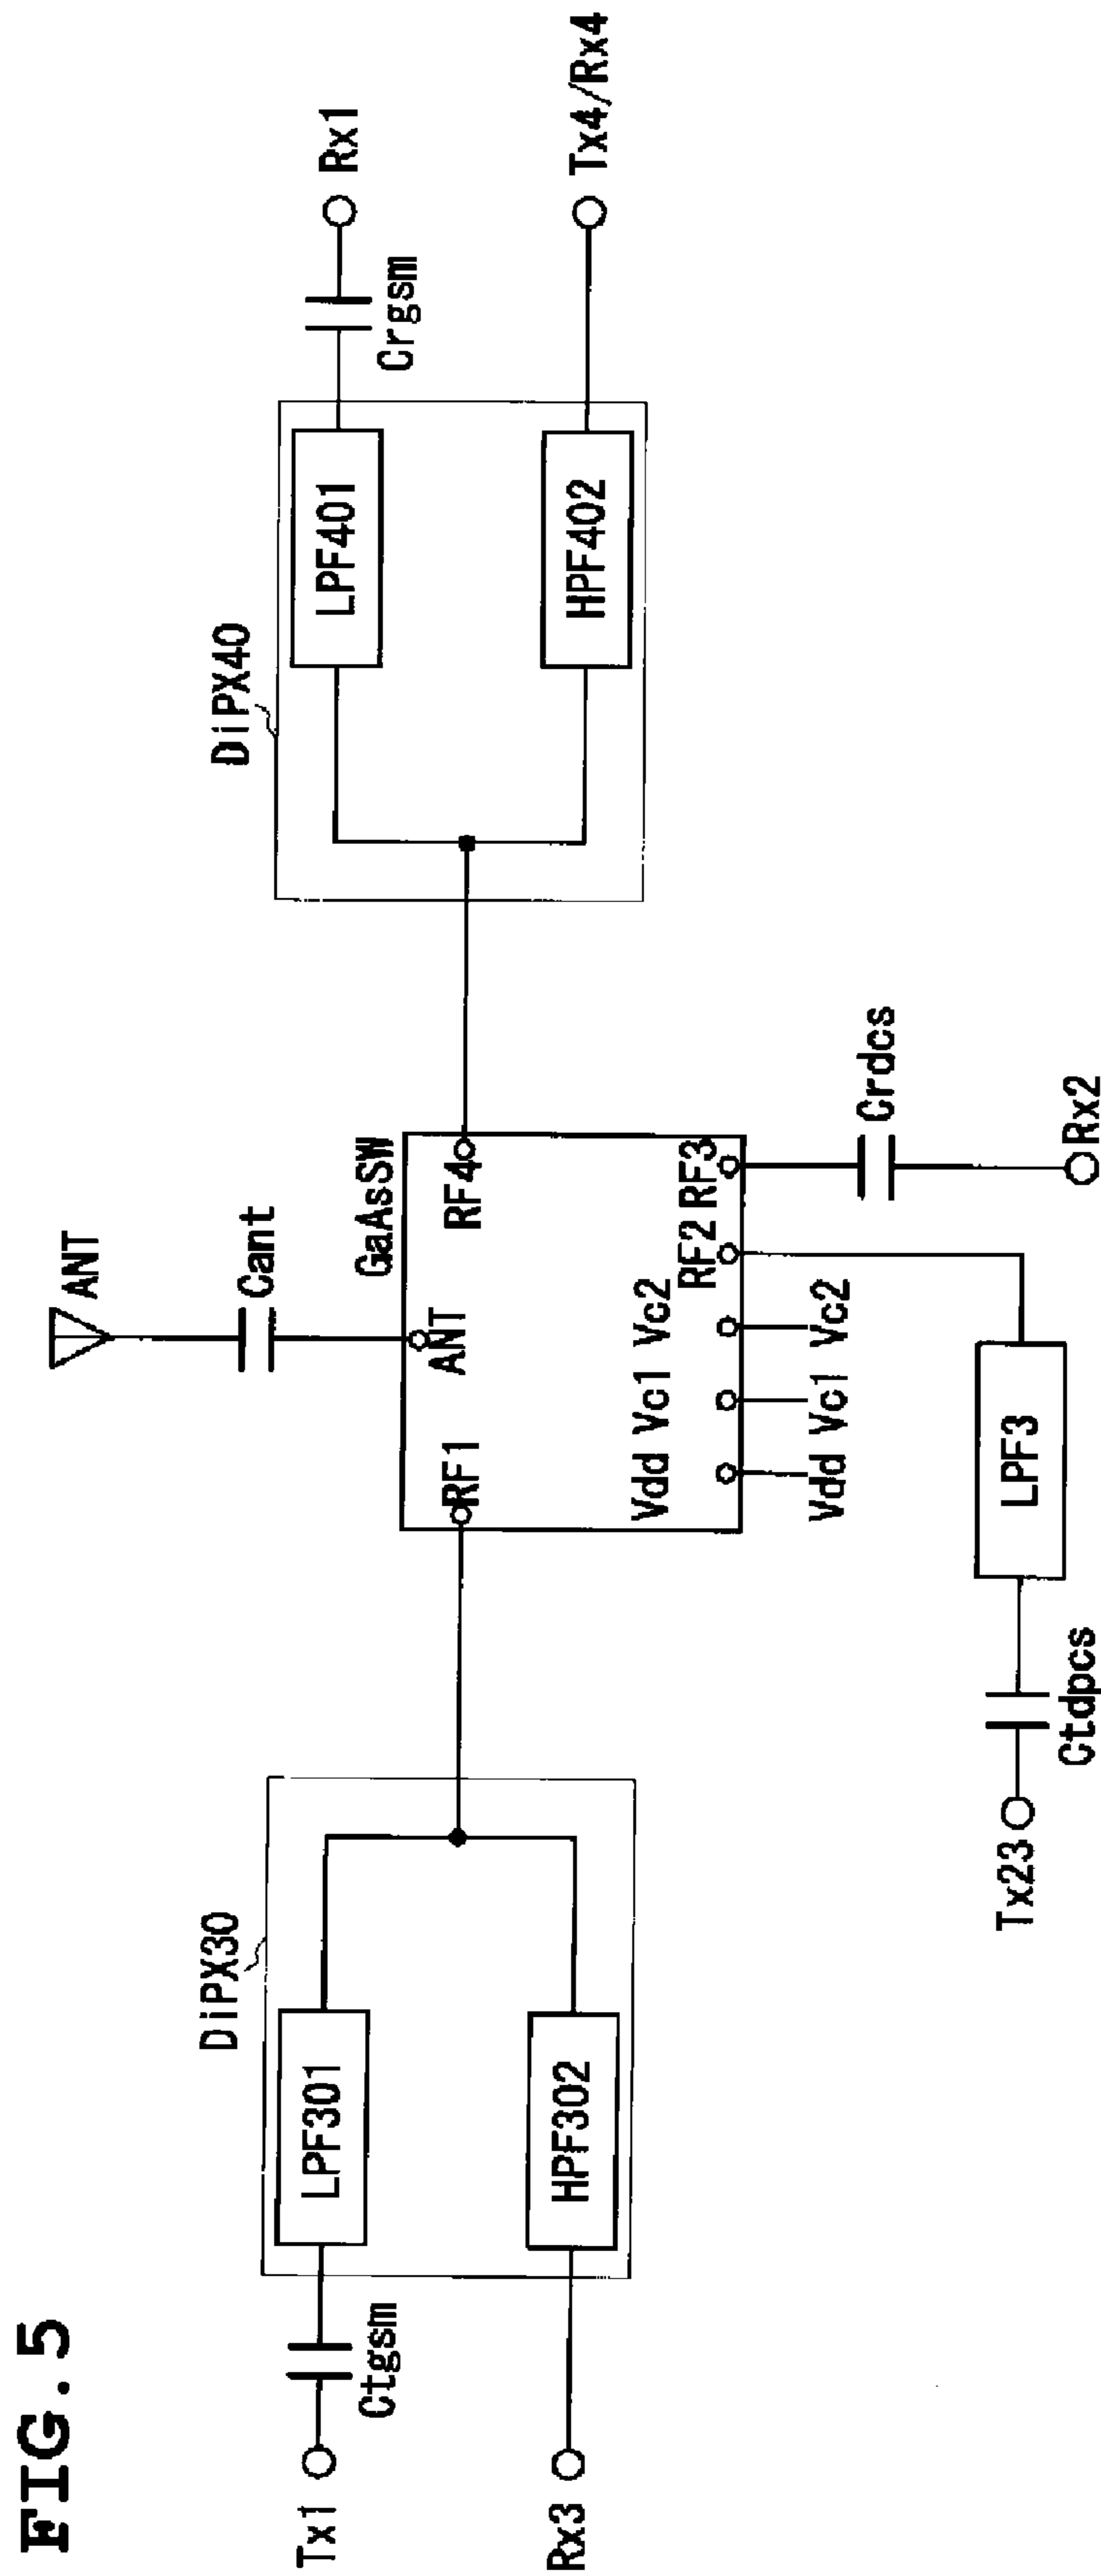 FIG.5
ANT
Cant
DiPX30
DiPX40
Tx1
Ctgsm
LPF301
Rx3
HPF302
RF1
ANT
GaAsSW
RF4
LPF401
Crgsm
Rx1
HPF402
Tx4/Rx4
Vdd Vc1 Vc2 RF2 RF3
Vdd Vc1 Vc2
Crdcs
Rx2
LPF3
Ctdpcs
Tx23